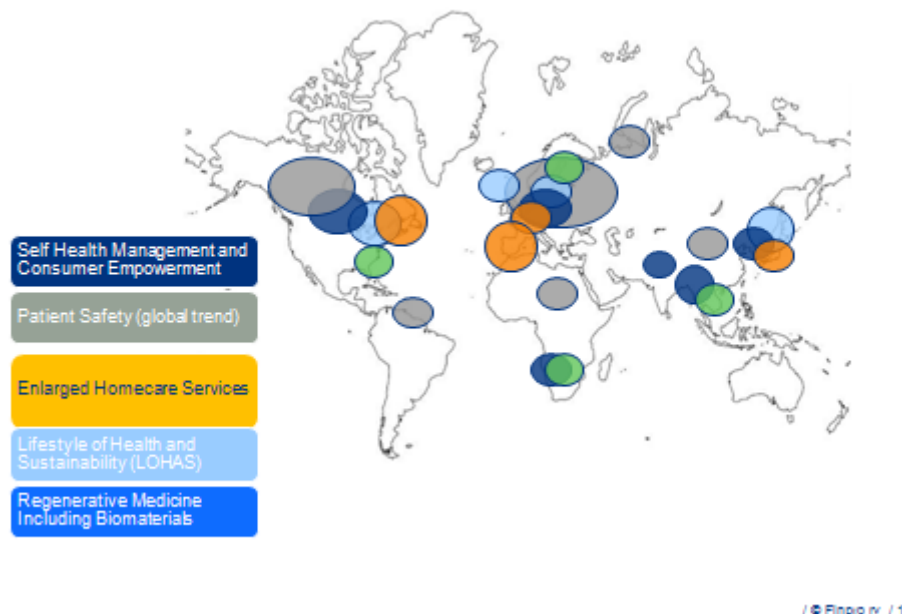 Self Health Management and
Consumer Empowerment
Patient Safety (global trend)
Enlarged Homecare Services
Lifestyle of Health and
Sustainability (LOHAS)
Regenerative Medicine
Including Biomaterials
/ ©